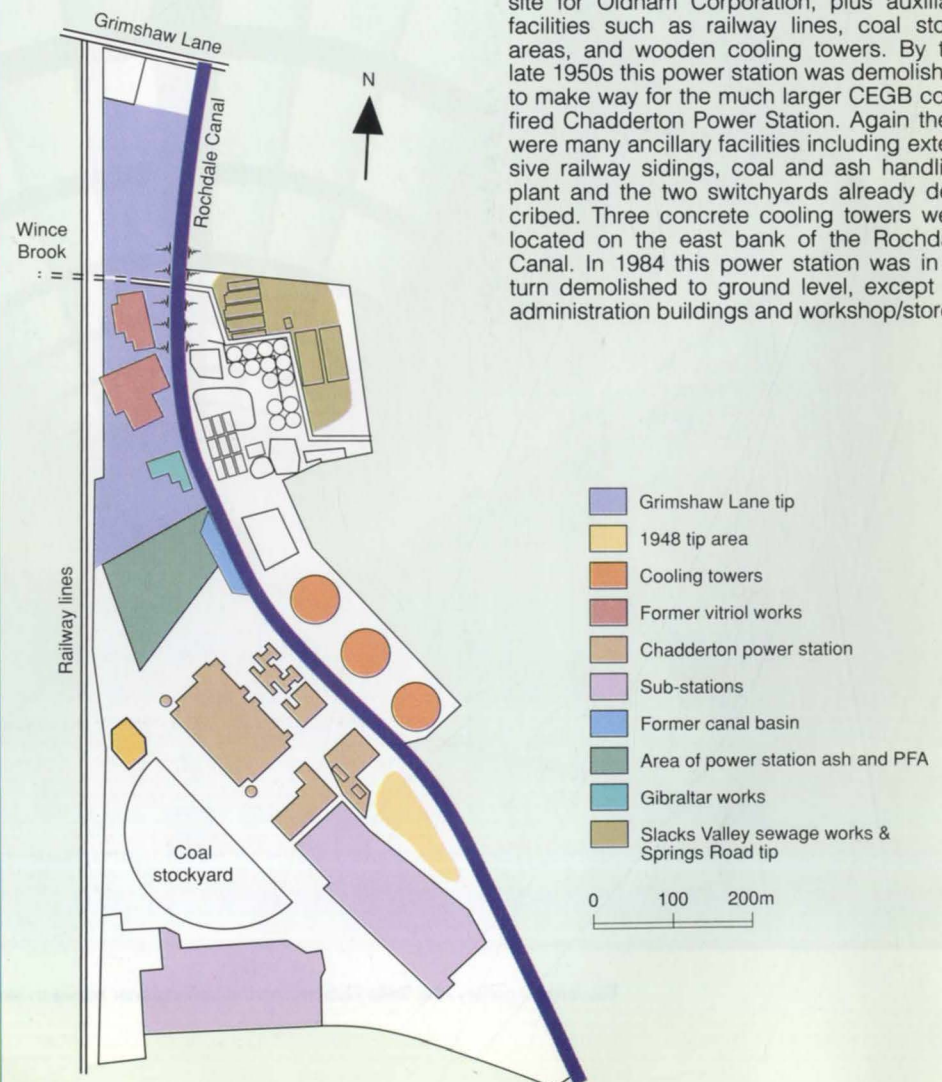 Grimshaw Lane
Rochdale Canal
N
Wince
Brook
Railway lines
Coal
stockyard
site for Oldham Corporation, plus auxilia
facilities such as railway lines, coal sto
areas, and wooden cooling towers. By t
late 1950s this power station was demolish
to make way for the much larger CEGB co
fired Chadderton Power Station. Again the
were many ancillary facilities including exte
sive railway sidings, coal and ash handli
plant and the two switchyards already de
cribed. Three concrete cooling towers we
located on the east bank of the Rochda
Canal. In 1984 this power station was in
turn demolished to ground level, except
administration buildings and workshop/store
Grimshaw Lane tip
1948 tip area
Cooling towers
Former vitriol works
Chadderton power station
Sub-stations
Former canal basin
Area of power station ash and PFA
Gibraltar works
Slacks Valley sewage works &
Springs Road tip
0 100 200m